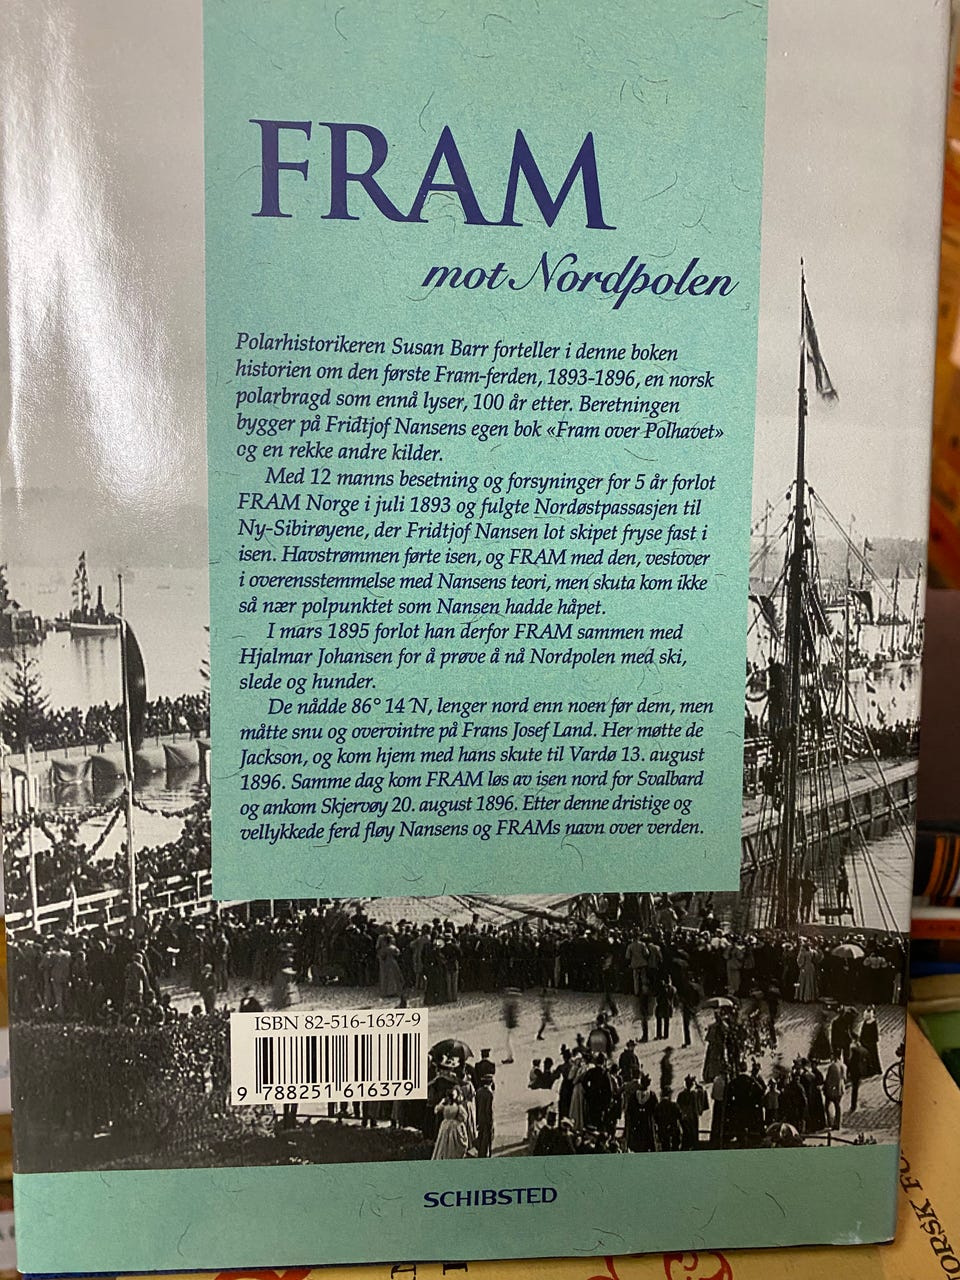 FRAM
mot Nordpolen
Polarhistorikeren Susan Barr forteller i denne boken
historien om den første Fram-ferden, 1893-1896, en norsk
polarbragd som ennå lyser, 100 år etter. Beretningen
bygger på Fridtjof Nansens egen bok «Fram over Polhavet»
og en rekke andre kilder.
Med 12 manns besetning og forsyninger for 5 år forlot
FRAM Norge i juli 1893 og fulgte Nordøstpassasjen til
Ny-Sibirøyene, der Fridtjof Nansen lot skipet fryse fast i
isen. Havstrømmen førte isen, og FRAM med den, vestover
i overensstemmelse med Nansens teori, men skuta kom ikke
så nær polpunktet som Nansen hadde håpet.
I mars 1895 forlot han derfor FRAM sammen med
Hjalmar Johansen for å prøve å nå Nordpolen med ski,
slede og hunder.
De nådde 86° 14´N, lenger nord enn noen før dem, men
måtte snu og overvintre på Frans Josef Land. Her møtte de
Jackson, og kom hjem med hans skute til Vardø 13. august
1896. Samme dag kom FRAM løs av isen nord for Svalbard
og ankom Skjervøy 20. august 1896. Etter denne dristige og
vellykkede ferd fløy Nansens og FRAMs navn over verden.
ISBN 82-516-1637-9
9 788251 616379
SCHIBSTED